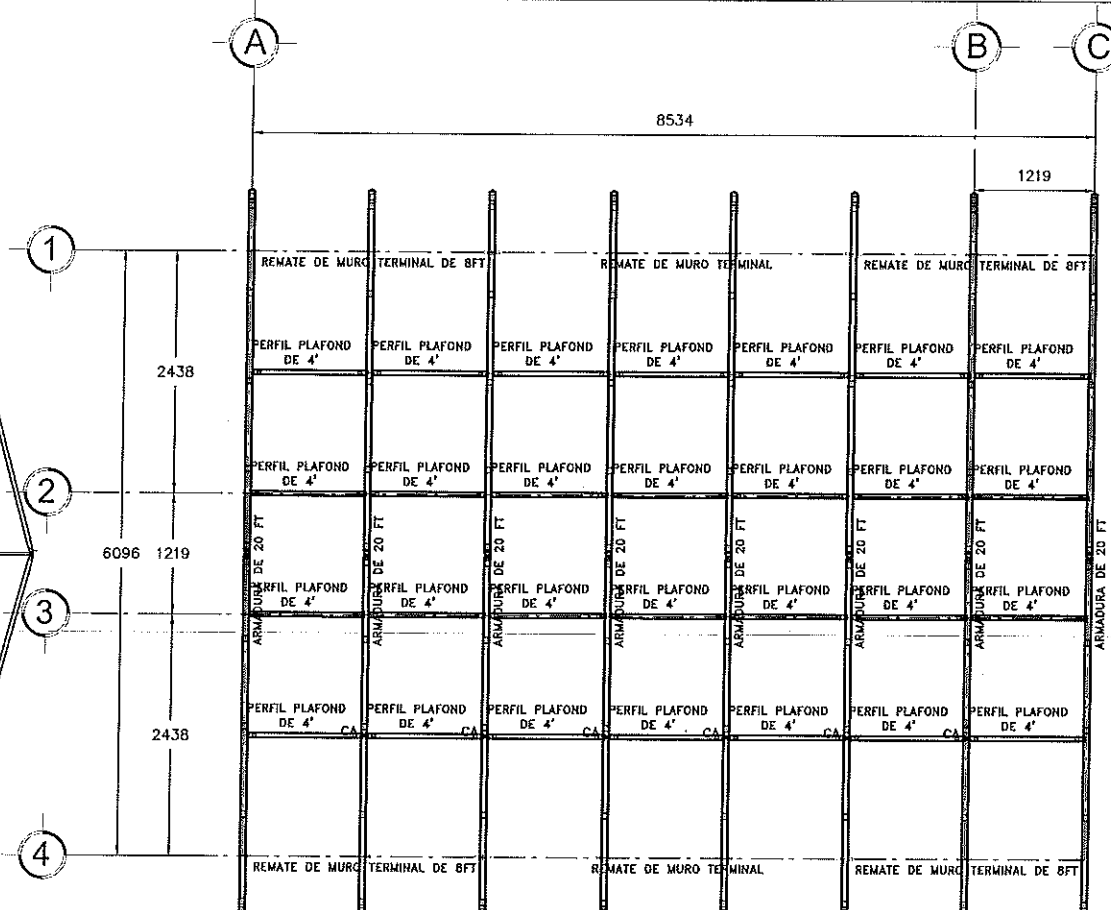 A B C
8534
1219
1
REMATE DE MURO TERMINAL DE 8FT REMATE DE MURO TERMINAL REMATE DE MURO TERMINAL DE 8FT
PERFIL PLAFOND PERFIL PLAFOND PERFIL PLAFOND PERFIL PLAFOND PERFIL PLAFOND PERFIL PLAFOND PERFIL PLAFOND
DE 4' DE 4' DE 4' DE 4' DE 4' DE 4' DE 4'
2438
PERFIL PLAFOND PERFIL PLAFOND PERFIL PLAFOND PERFIL PLAFOND PERFIL PLAFOND PERFIL PLAFOND PERFIL PLAFOND
DE 4' DE 4' DE 4' DE 4' DE 4' DE 4' DE 4'
2
6096 1219
ARMADURA DE 20 FT ARMADURA DE 20 FT ARMADURA DE 20 FT ARMADURA DE 20 FT ARMADURA DE 20 FT ARMADURA DE 20 FT ARMADURA DE 20 FT ARMADURA DE 20 FT
PERFIL PLAFOND PERFIL PLAFOND PERFIL PLAFOND PERFIL PLAFOND PERFIL PLAFOND PERFIL PLAFOND PERFIL PLAFOND
DE 4' DE 4' DE 4' DE 4' DE 4' DE 4' DE 4'
3
PERFIL PLAFOND PERFIL PLAFOND PERFIL PLAFOND PERFIL PLAFOND PERFIL PLAFOND PERFIL PLAFOND PERFIL PLAFOND
DE 4' DE 4' DE 4' DE 4' DE 4' DE 4' DE 4'
2438
CA CA CA CA CA CA
4
REMATE DE MURO TERMINAL DE 8FT REMATE DE MURO TERMINAL REMATE DE MURO TERMINAL DE 8FT